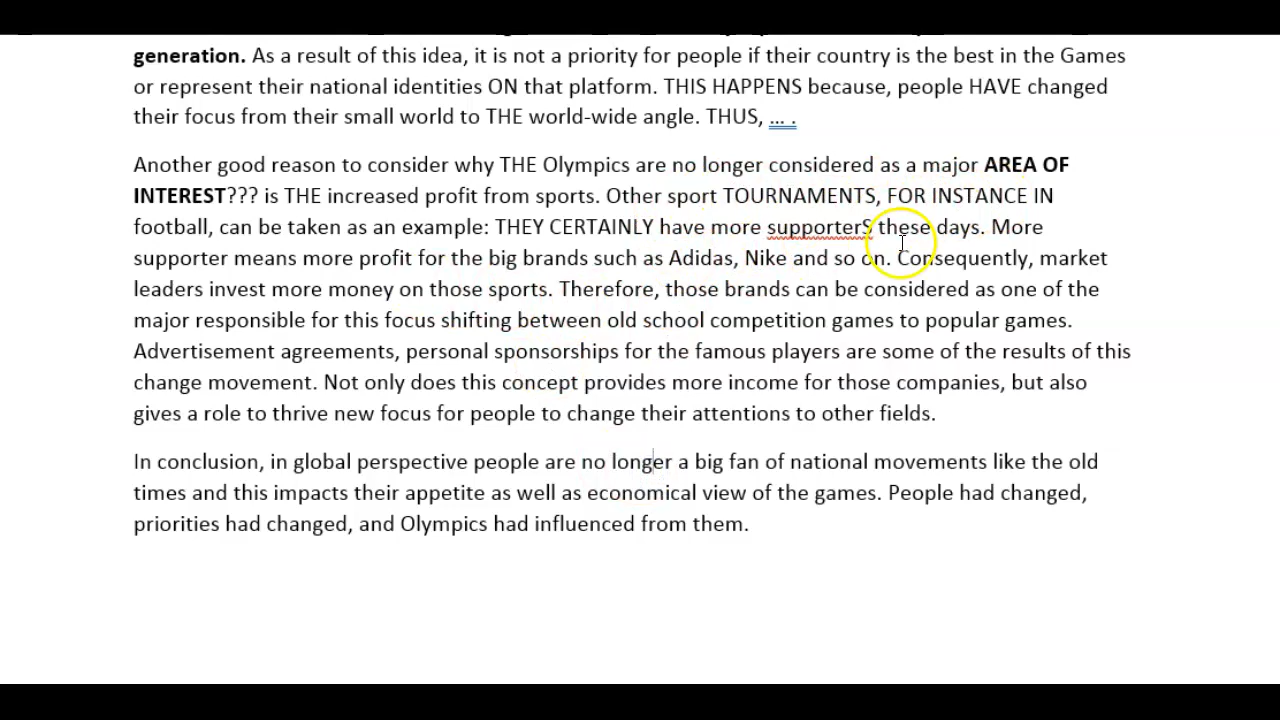 generation. As a result of this idea, it is not a priority for people if their country is the best in the Games
or represent their national identities ON that platform. THIS HAPPENS because, people HAVE changed
their focus from their small world to THE world-wide angle. THUS, ... .
Another good reason to consider why THE Olympics are no longer considered as a major AREA OF
INTEREST??? is THE increased profit from sports. Other sport TOURNAMENTS, FOR INSTANCE IN
football, can be taken as an example: THEY CERTAINLY have more supporterS these days. More
supporter means more profit for the big brands such as Adidas, Nike and so on. Consequently, market
leaders invest more money on those sports. Therefore, those brands can be considered as one of the
major responsible for this focus shifting between old school competition games to popular games.
Advertisement agreements, personal sponsorships for the famous players are some of the results of this
change movement. Not only does this concept provides more income for those companies, but also
gives a role to thrive new focus for people to change their attentions to other fields.
In conclusion, in global perspective people are no longer a big fan of national movements like the old
times and this impacts their appetite as well as economical view of the games. People had changed,
priorities had changed, and Olympics had influenced from them.